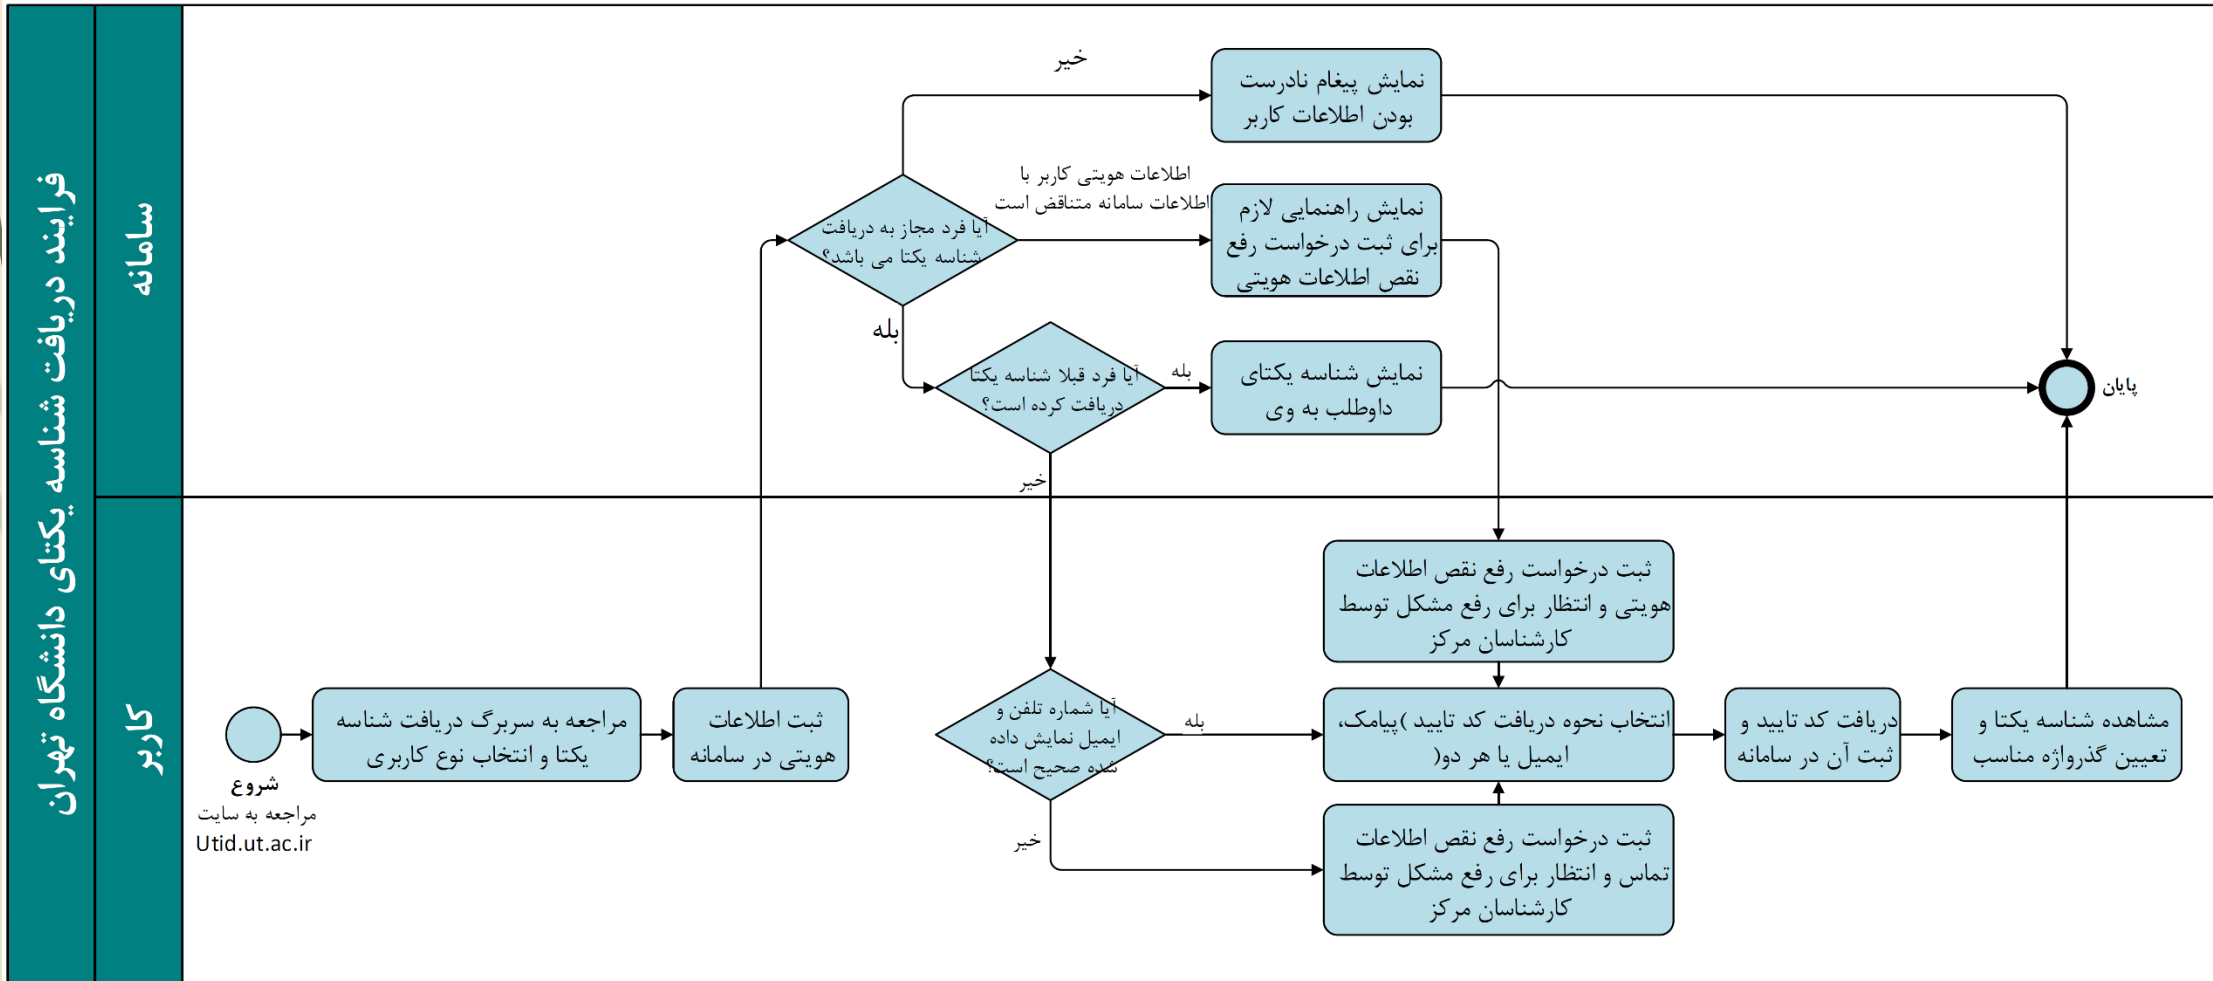 فرایند دریافت شناسه یکتای دانشگاه تهران
سامانه
کاربر
شروع
مراجعه به سایت
Utid.ut.ac.ir
مراجعه به سربرگ دریافت شناسه
یکتا و انتخاب نوع کاربری
ثبت اطلاعات
هویتی در سامانه
آیا فرد مجاز به دریافت
شناسه یکتا می باشد؟
خیر
نمایش پیغام نادرست
بودن اطلاعات کاربر
اطلاعات هویتی کاربر با
اطلاعات سامانه متناقض است
نمایش راهنمایی لازم
برای ثبت درخواست رفع
نقص اطلاعات هویتی
بله
آیا فرد قبلا شناسه یکتا
دریافت کرده است؟
بله
نمایش شناسه یکتای
داوطلب به وی
پایان
خیر
ثبت درخواست رفع نقص اطلاعات
هویتی و انتظار برای رفع مشکل توسط
کارشناسان مرکز
آیا شماره تلفن و
ایمیل نمایش داده
شده صحیح است؟
بله
انتخاب نحوه دریافت کد تایید )پیامک،
ایمیل یا هر دو(
دریافت کد تایید و
ثبت آن در سامانه
مشاهده شناسه یکتا و
تعیین گذرواژه مناسب
خیر
ثبت درخواست رفع نقص اطلاعات
تماس و انتظار برای رفع مشکل توسط
کارشناسان مرکز